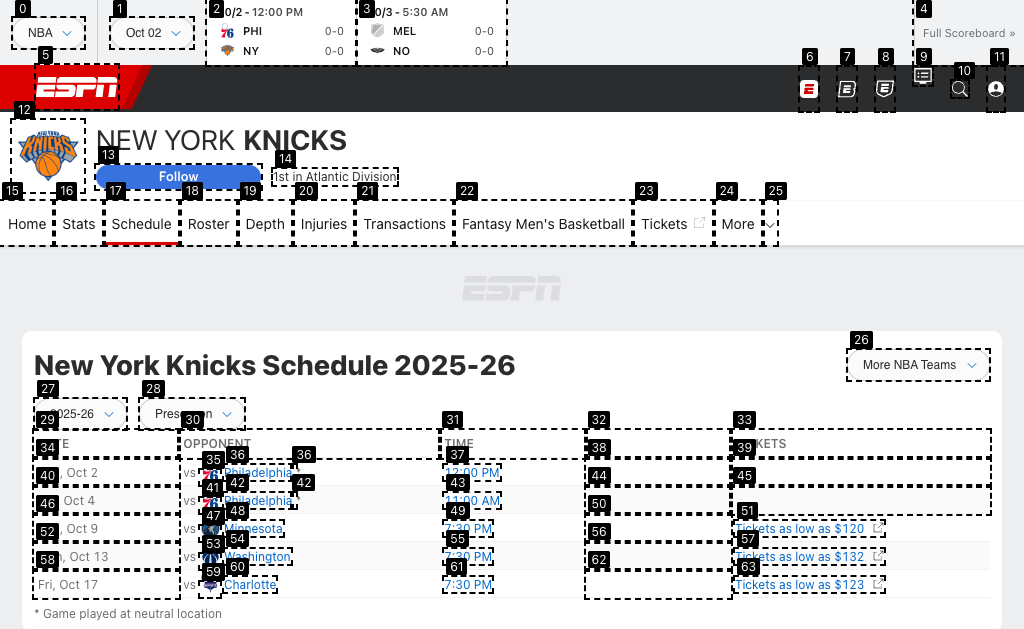 0 1 2 3 4
NBA
Oct 02
0/2 - 12:00 PM
PHI 0-0
NY 0-0
0/3 - 5:30 AM
MEL 0-0
NO 0-0
Full Scoreboard »
5 6 7 8 9 10 11
ESPN
12
NEW YORK KNICKS
13 14
Follow
1st in Atlantic Division
15 16 17 18 19 20 21 22 23 24 25
Home Stats Schedule Roster Depth Injuries Transactions Fantasy Men's Basketball Tickets More
ESPN
26
New York Knicks Schedule 2025-26
More NBA Teams
27 28
2025-26
29 30 31 32 33
OPPONENT TIME
34 35 36 36 37 38 39
, Oct 2 vs Philadelphia * 12:00 PM
40 41 42 42 43 44 45
Oct 4 vs Philadelphia * 11:00 AM
46 47 48 49 50 51
, Oct 9 vs Minnesota 7:30 PM Tickets as low as $120
52 53 54 55 56 57
, Oct 13 vs Washington 7:30 PM Tickets as low as $132
58 59 60 61 62 63
Fri, Oct 17 vs Charlotte 7:30 PM Tickets as low as $123
* Game played at neutral location